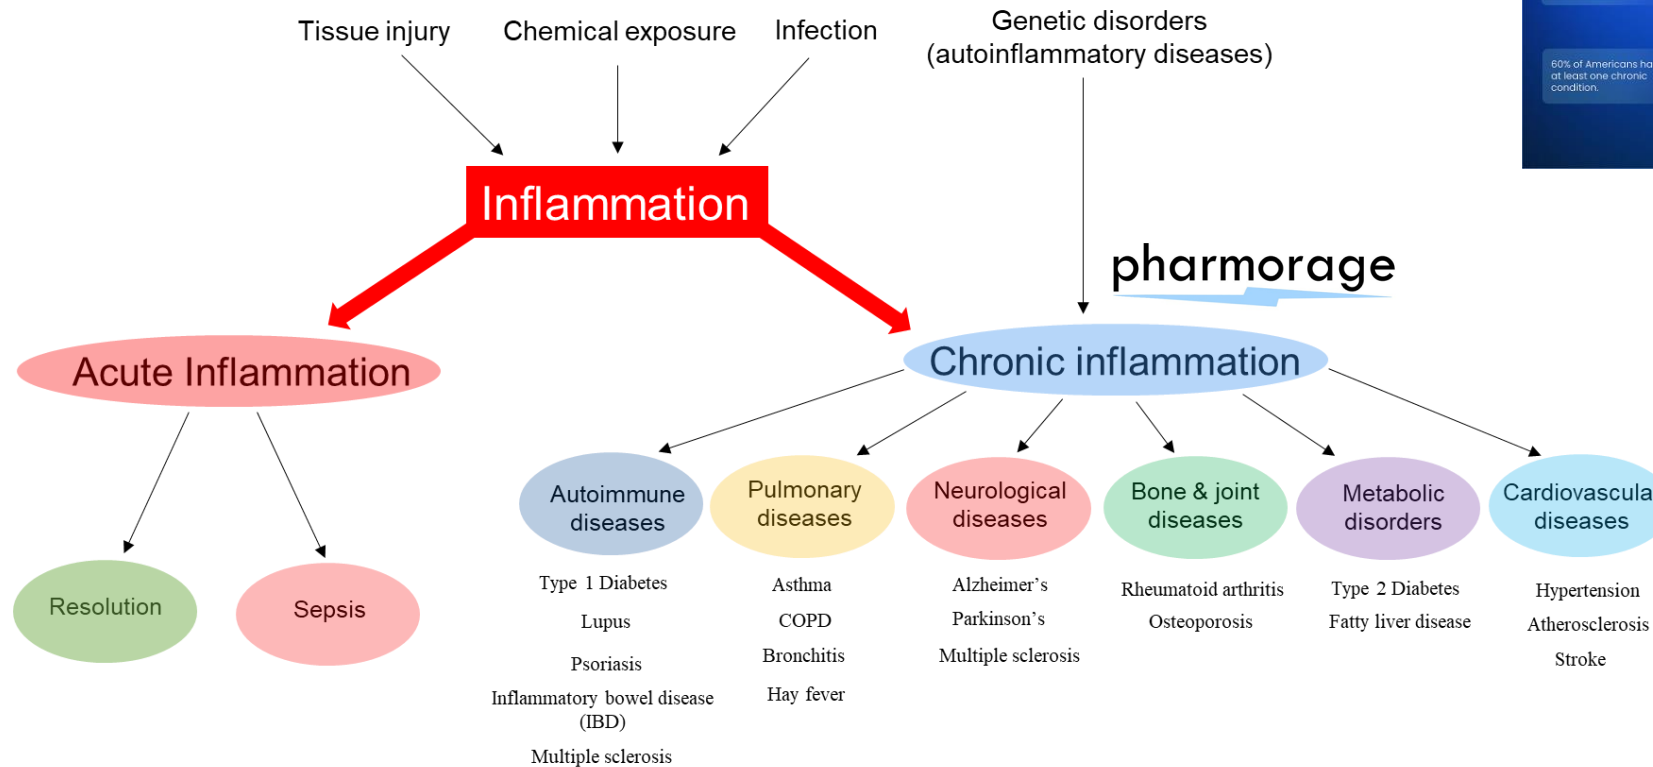 Tissue injury
Chemical exposure
Infection
Genetic disorders
(autoinflammatory diseases)
60% of Americans ha
at least one chronic
condition.
Inflammation
pharmorage
Acute Inflammation
Chronic inflammation
Resolution
Sepsis
Autoimmune
diseases
Type 1 Diabetes
Lupus
Psoriasis
Inflammatory bowel disease
(IBD)
Multiple sclerosis
Pulmonary
diseases
Asthma
COPD
Bronchitis
Hay fever
Neurological
diseases
Alzheimer’s
Parkinson’s
Multiple sclerosis
Bone & joint
diseases
Rheumatoid arthritis
Osteoporosis
Metabolic
disorders
Type 2 Diabetes
Fatty liver disease
Cardiovascula
diseases
Hypertension
Atherosclerosis
Stroke